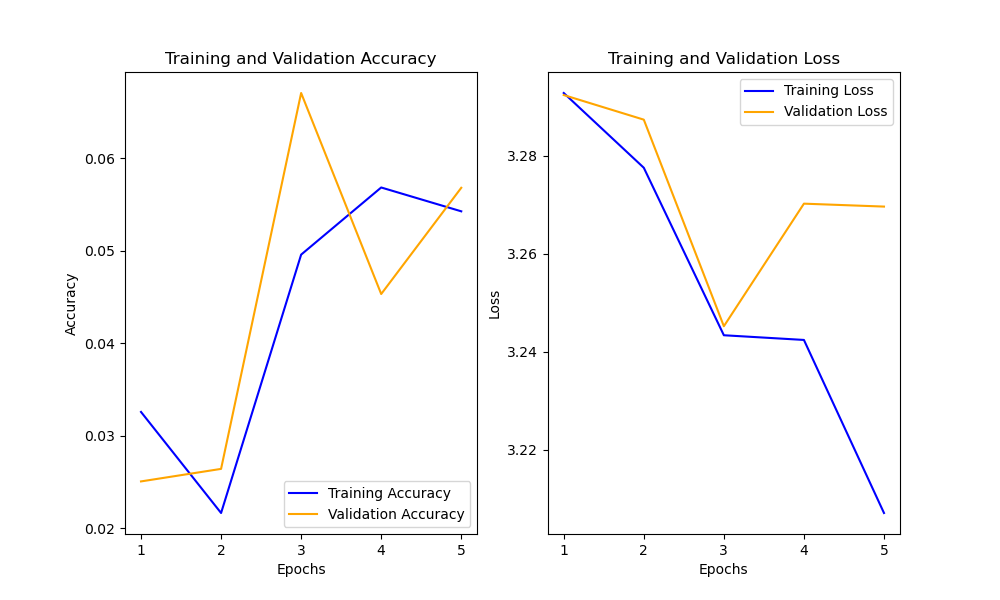 Training and Validation Accuracy
Accuracy
0.06
0.05
0.04
0.03
0.02
Training Accuracy
Validation Accuracy
1 2 3 4 5
Epochs
Training and Validation Loss
Training Loss
Validation Loss
Loss
3.28
3.26
3.24
3.22
1 2 3 4 5
Epochs